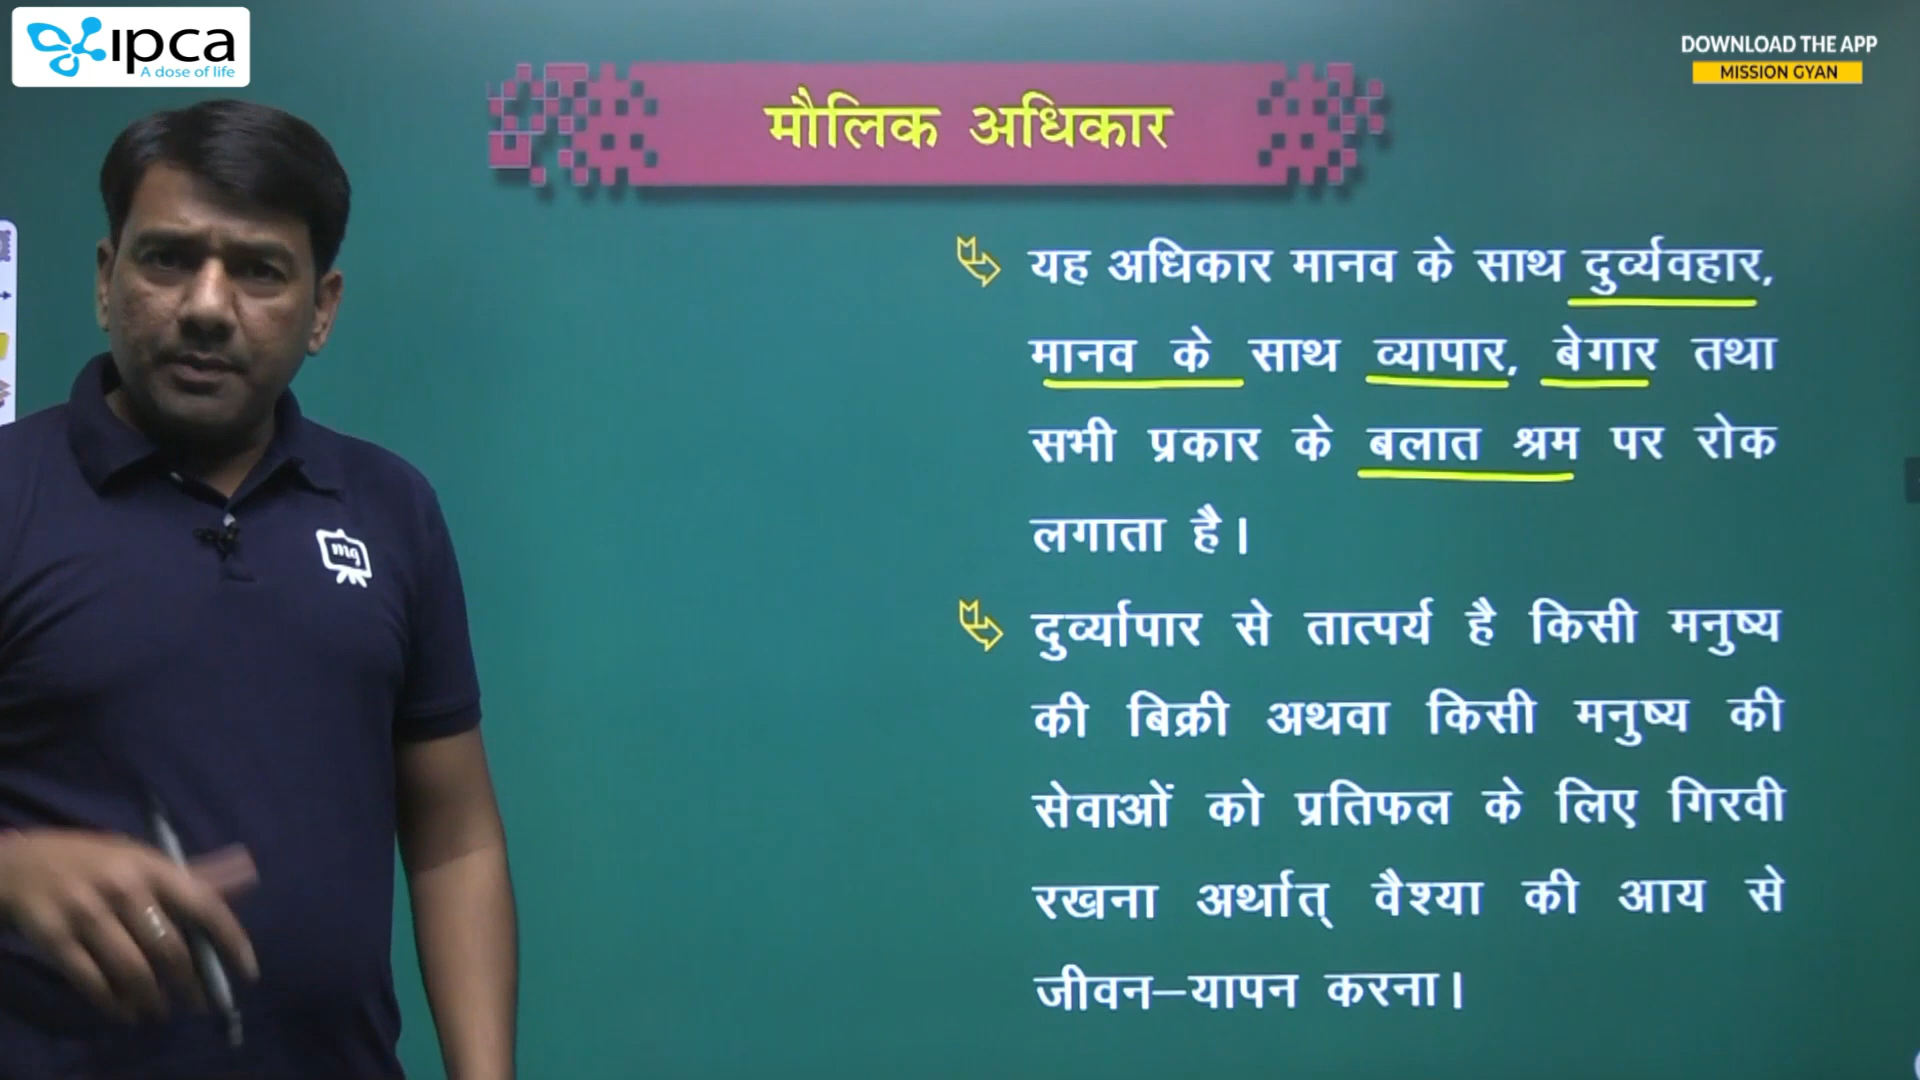 ipca
A dose of life
DOWNLOAD THE APP
MISSION GYAN
मौलिक अधिकार
यह अधिकार मानव के साथ दुर्व्यवहार,
मानव के साथ व्यापार, बेगार तथा
सभी प्रकार के बलात श्रम पर रोक
लगाता है।
दुर्व्यापार से तात्पर्य है किसी मनुष्य
की बिक्री अथवा किसी मनुष्य की
सेवाओं को प्रतिफल के लिए गिरवी
रखना अर्थात् वैश्या की आय से
जीवन–यापन करना।
mg